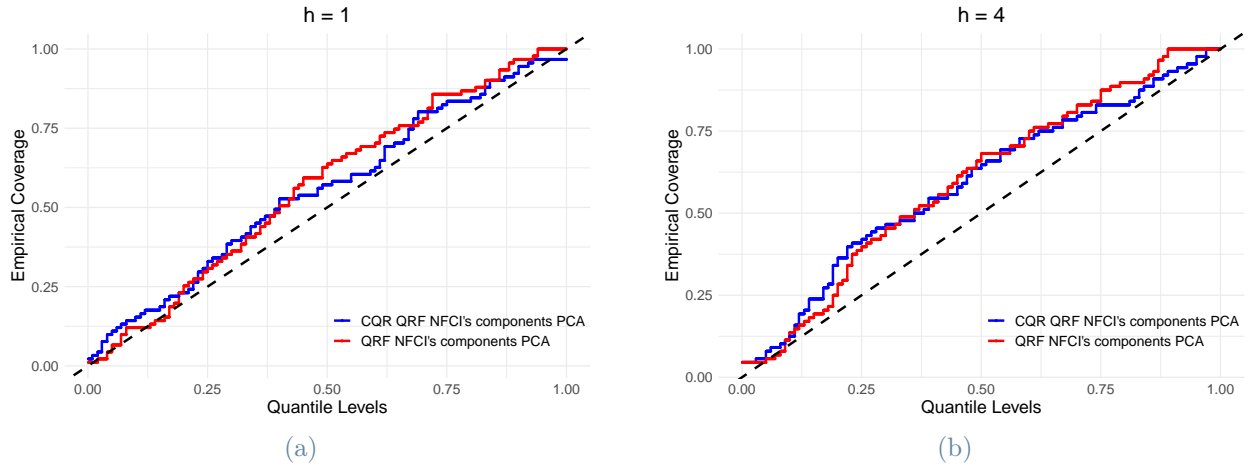 h = 1
1.00
0.75
0.50
0.25
0.00
Empirical Coverage
CQR QRF NFCI's components PCA
QRF NFCI's components PCA
0.00 0.25 0.50 0.75 1.00
Quantile Levels
(a)
h = 4
1.00
0.75
0.50
0.25
0.00
Empirical Coverage
CQR QRF NFCI's components PCA
QRF NFCI's components PCA
0.00 0.25 0.50 0.75 1.00
Quantile Levels
(b)